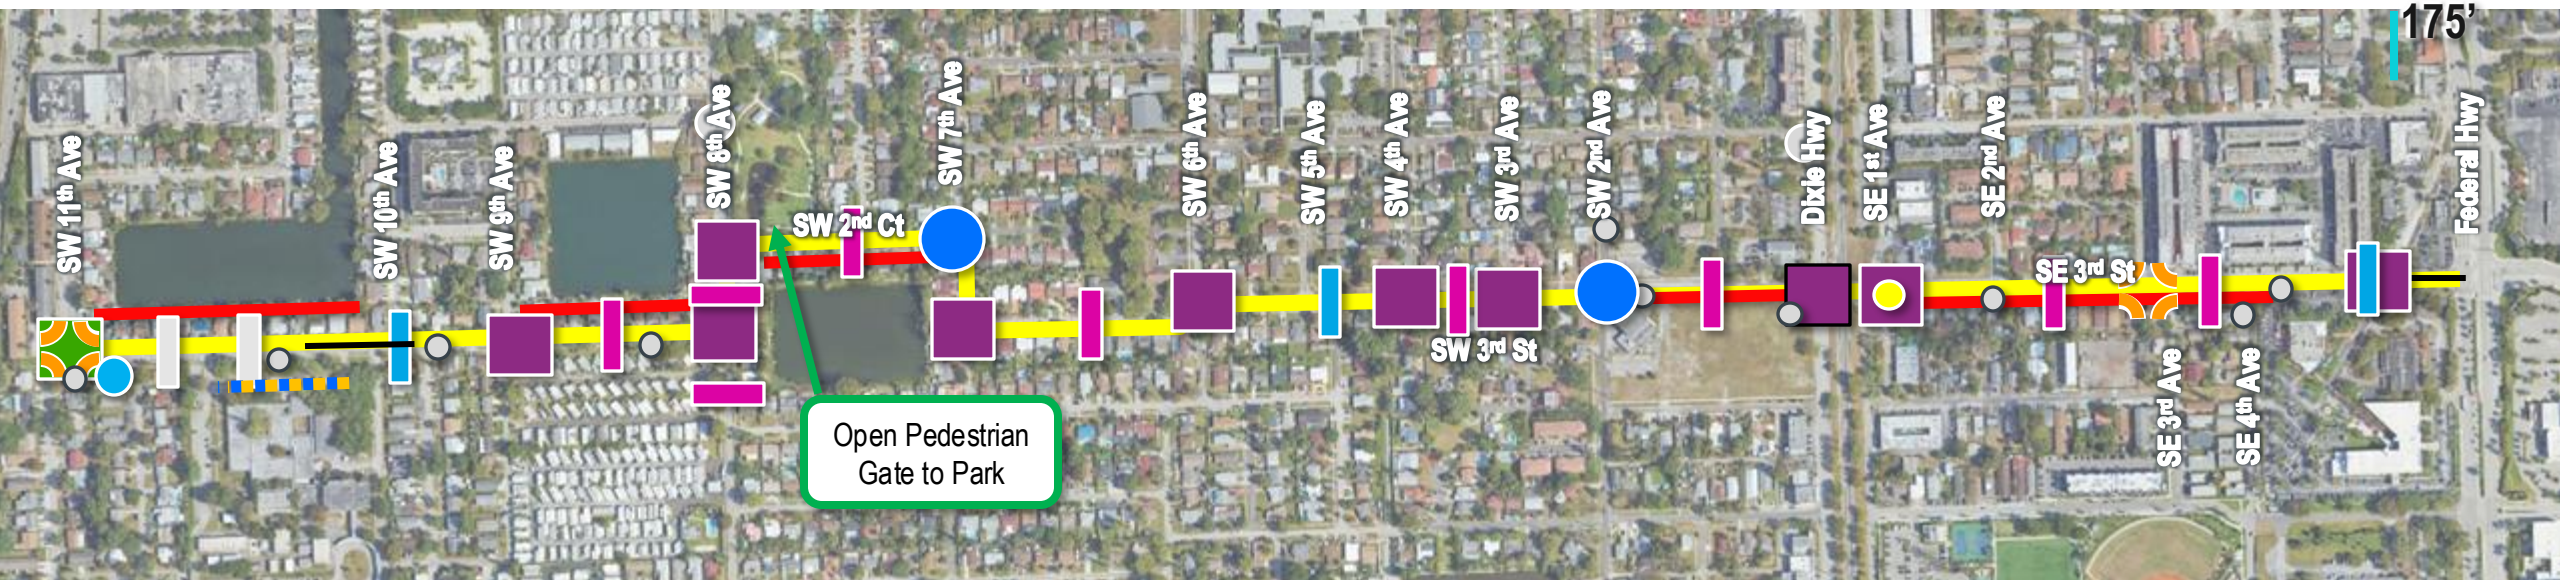 175’
SW 11th Ave
SW 10th Ave
SW 9th Ave
SW 8th Ave
SW 2nd Ct
SW 7th Ave
SW 6th Ave
SW 5th Ave
SW 4th Ave
SW 3rd Ave
SW 2nd Ave
Dixie Hwy
SE 1st Ave
SE 2nd Ave
Federal Hwy
SE 3rd St
SW 3rd St
SE 3rd Ave
SE 4th Ave
Open Pedestrian
Gate to Park